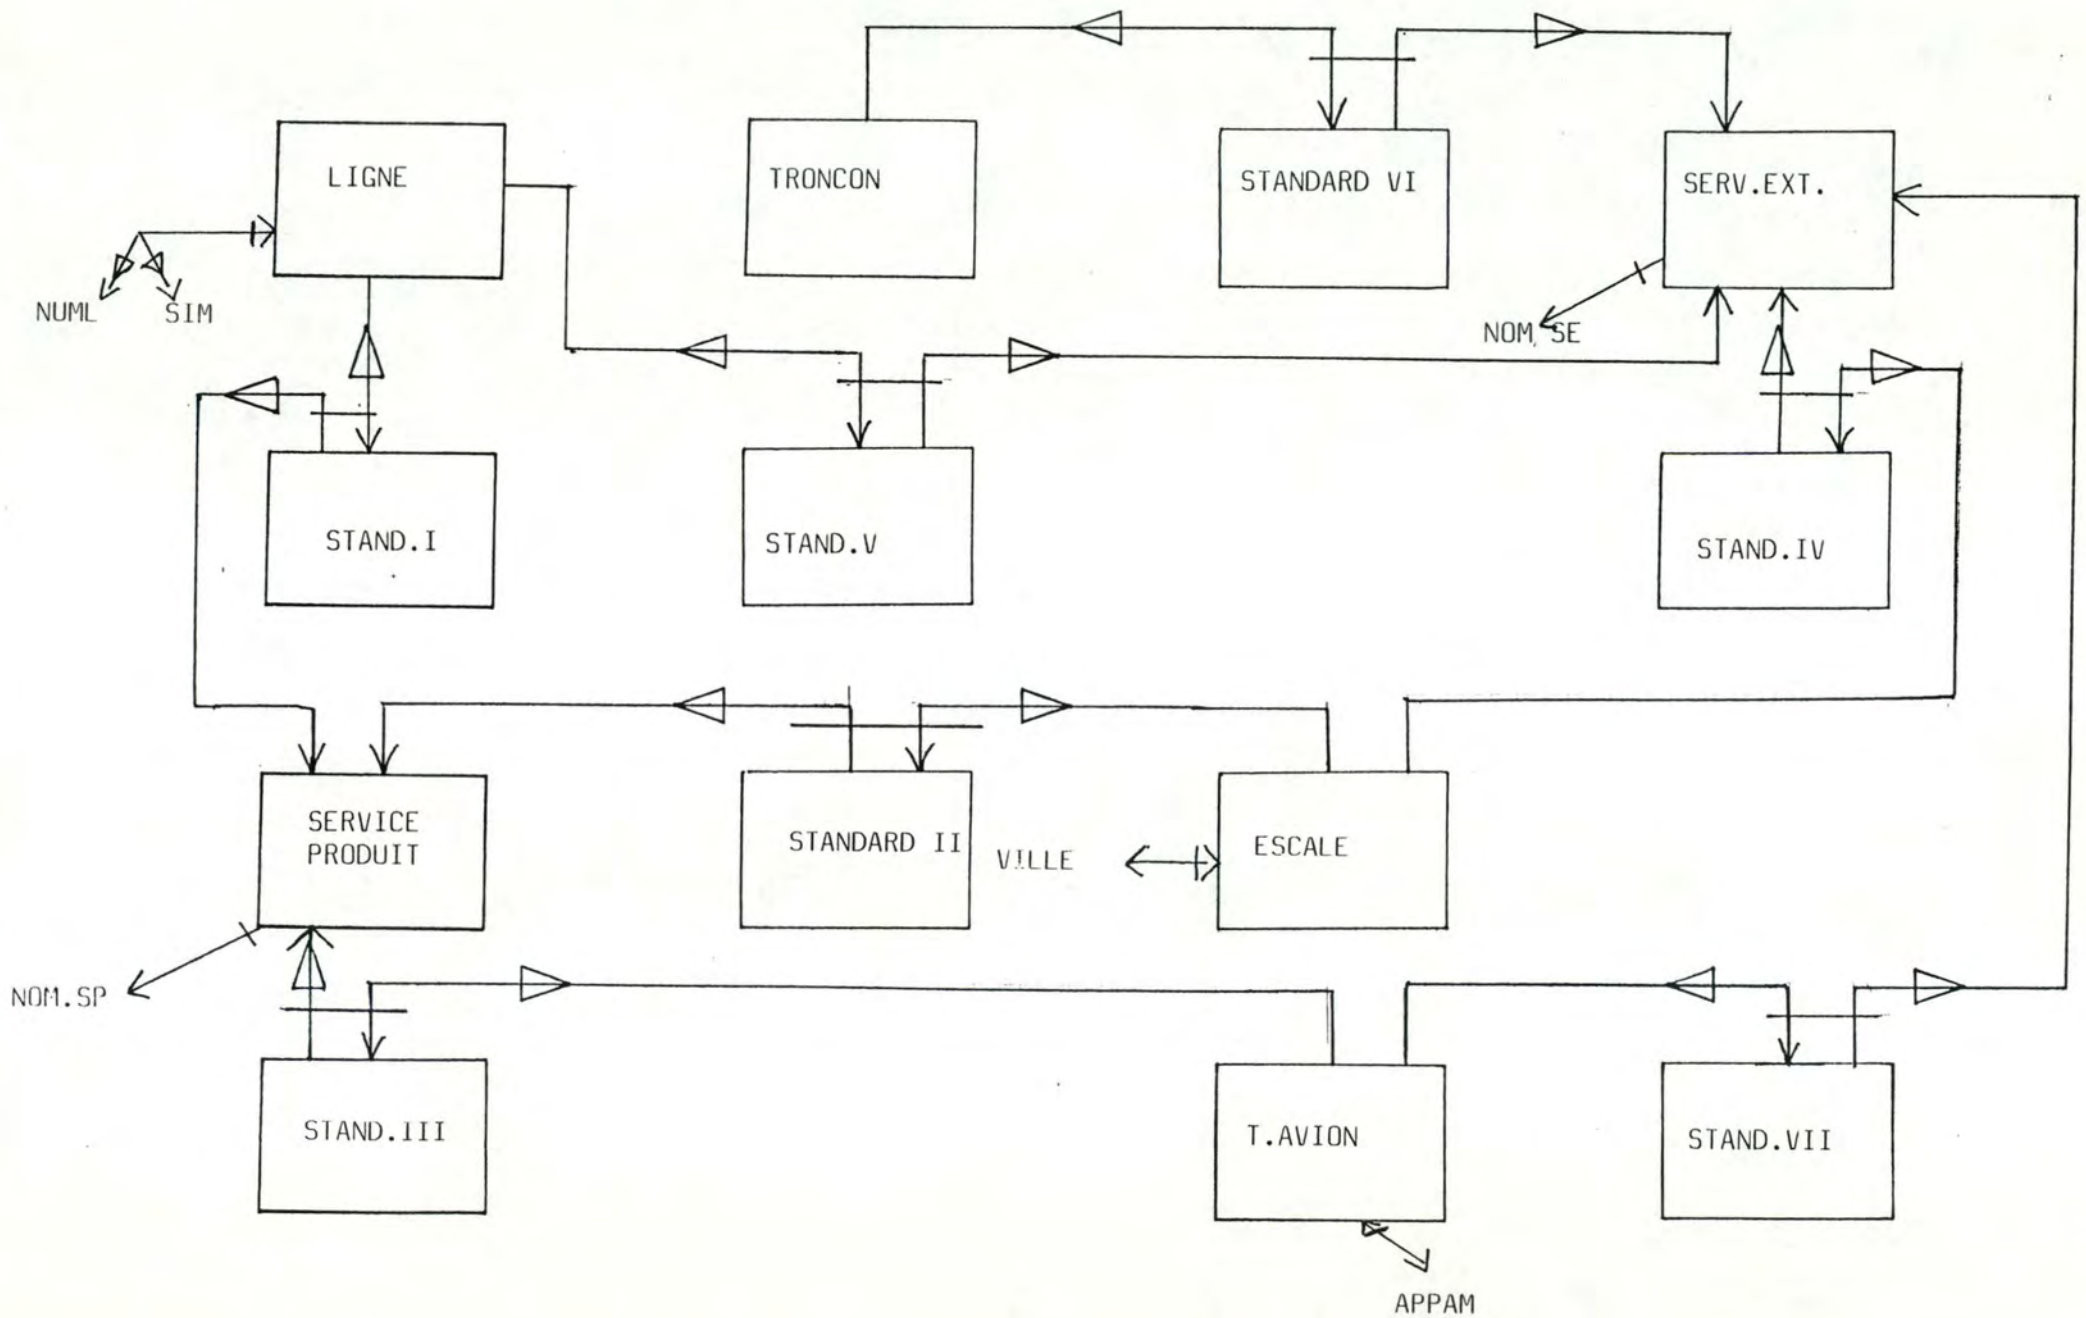 LIGNE
TRONCON
STANDARD VI
SERV.EXT.
NUML
SIM
NOM.SE
STAND.I
STAND.V
STAND.IV
SERVICE
PRODUIT
STANDARD II
VILLE
ESCALE
NOM.SP
STAND.III
T.AVION
STAND.VII
APPAM